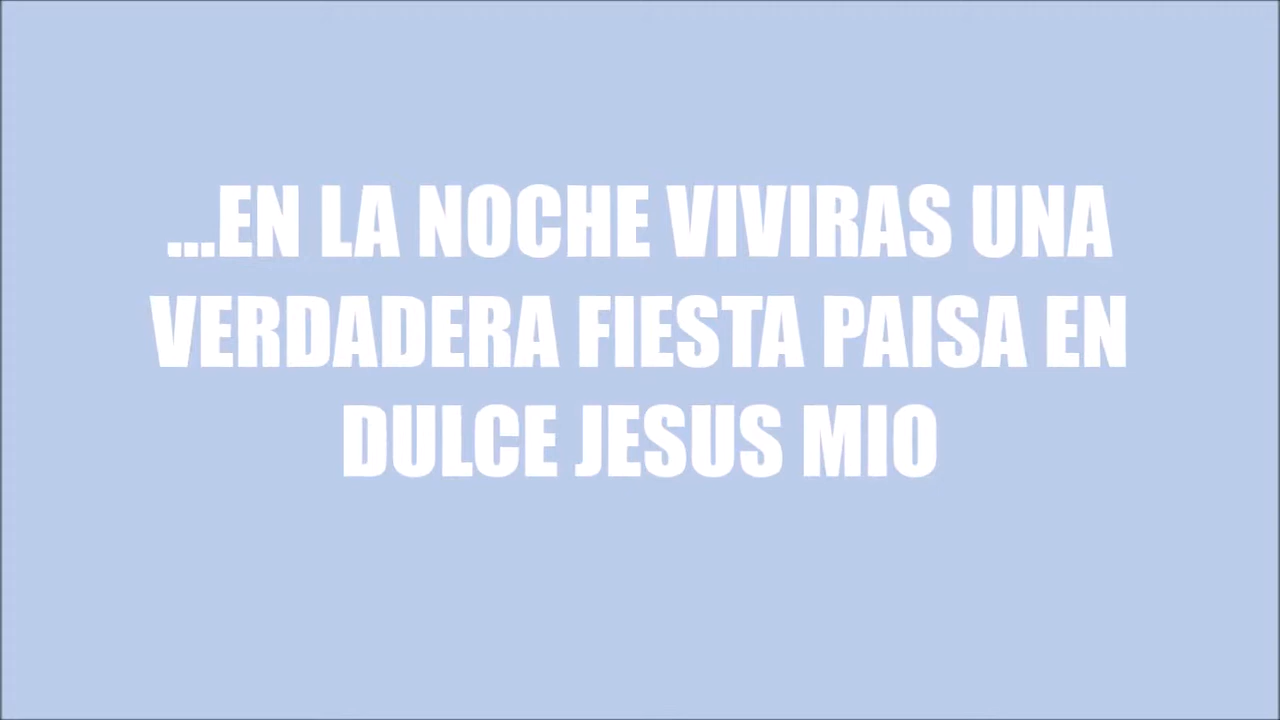 ...EN LA NOCHE VIVIRAS UNA
VERDADERA FIESTA PAISA EN
DULCE JESUS MIO